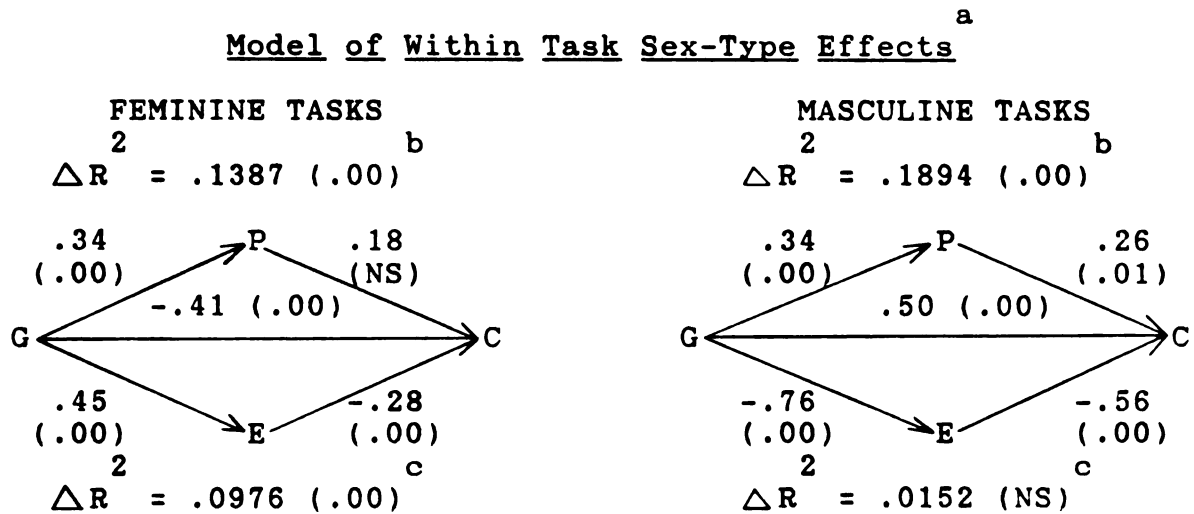 a
Model of Within Task Sex-Type Effects
FEMININE TASKS MASCULINE TASKS
2 b 2 b
△R = .1387 (.00) △R = .1894 (.00)
.34 P .18 .34 P .26
(.00) (NS) (.00) (.01)
-.41 (.00) .50 (.00)
G C G C
.45 -.28 -.76 -.56
(.00) E (.00) (.00) E (.00)
2 c 2 c
△R = .0976 (.00) △R = .0152 (NS)